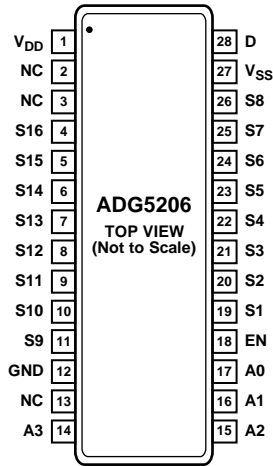 VDD 1 28 D
NC 2 27 VSS
NC 3 26 S8
S16 4 25 S7
S15 5 24 S6
S14 6 23 S5
S13 7 22 S4
S12 8 21 S3
S11 9 20 S2
S10 10 19 S1
S9 11 18 EN
GND 12 17 A0
NC 13 16 A1
A3 14 15 A2
ADG5206
TOP VIEW
(Not to Scale)